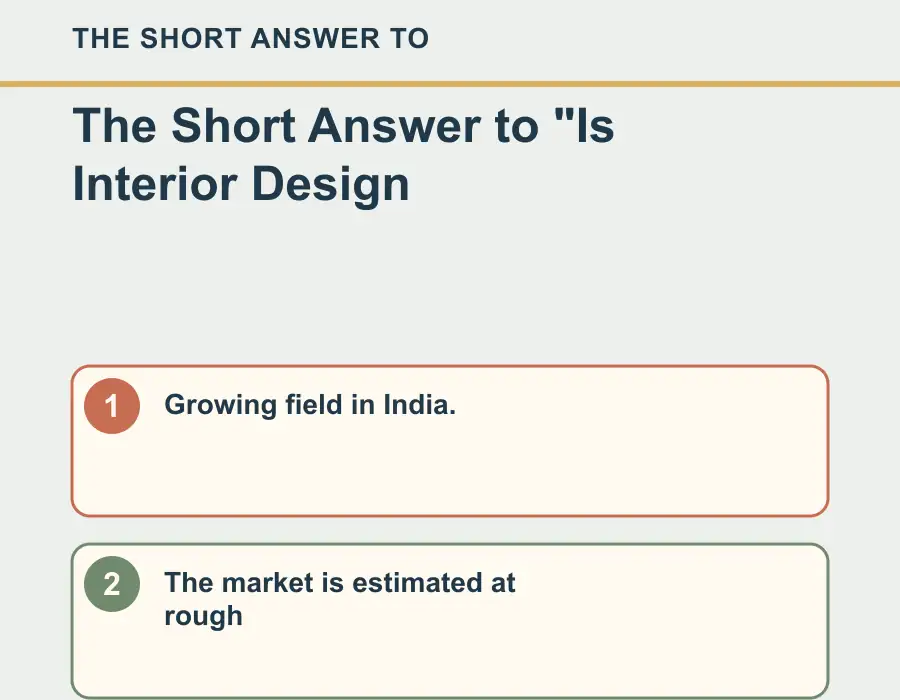 THE SHORT ANSWER TO
The Short Answer to "Is
Interior Design
1
Growing field in India.
2
The market is estimated at
rough